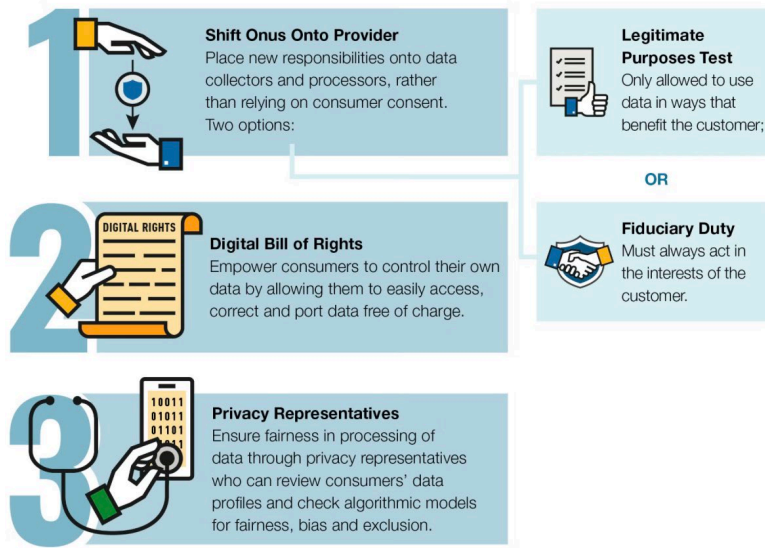 1
Shift Onus Onto Provider
Place new responsibilities onto data
collectors and processors, rather
than relying on consumer consent.
Two options:
Legitimate
Purposes Test
Only allowed to use
data in ways that
benefit the customer;
OR
Fiduciary Duty
Must always act in
the interests of the
customer.
2
DIGITAL RIGHTS
Digital Bill of Rights
Empower consumers to control their own
data by allowing them to easily access,
correct and port data free of charge.
3
10011
01011
01101
Privacy Representatives
Ensure fairness in processing of
data through privacy representatives
who can review consumers’ data
profiles and check algorithmic models
for fairness, bias and exclusion.